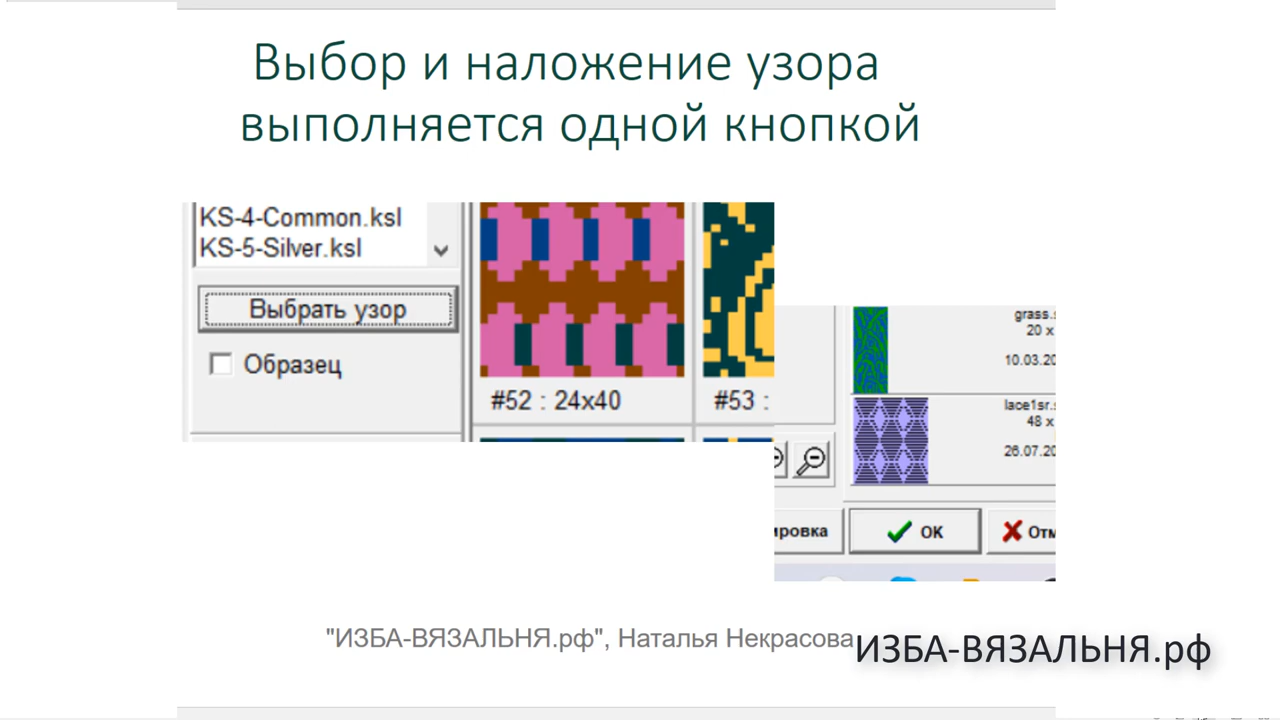 Выбор и наложение узора
выполняется одной кнопкой
KS-4-Common.ksl
KS-5-Silver.ksl
Выбрать узор
Образец
#52 : 24x40
#53 :
grass.s
20 x
10.03.20
lace1sr.s
48 x
26.07.20
ировка
OK
Отм
"ИЗБА-ВЯЗАЛЬНЯ.рф", Наталья Некрасова
ИЗБА-ВЯЗАЛЬНЯ.рф